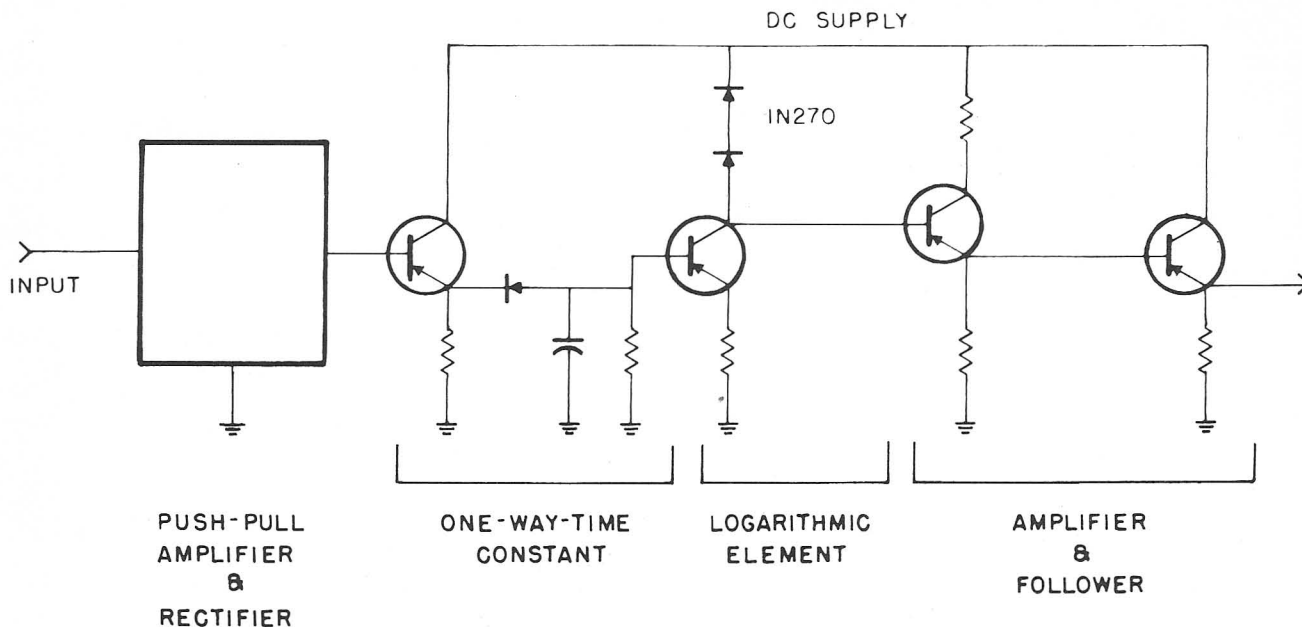 DC SUPPLY
IN270
INPUT
PUSH-PULL
AMPLIFIER
&
RECTIFIER
ONE-WAY-TIME
CONSTANT
LOGARITHMIC
ELEMENT
AMPLIFIER
&
FOLLOWER